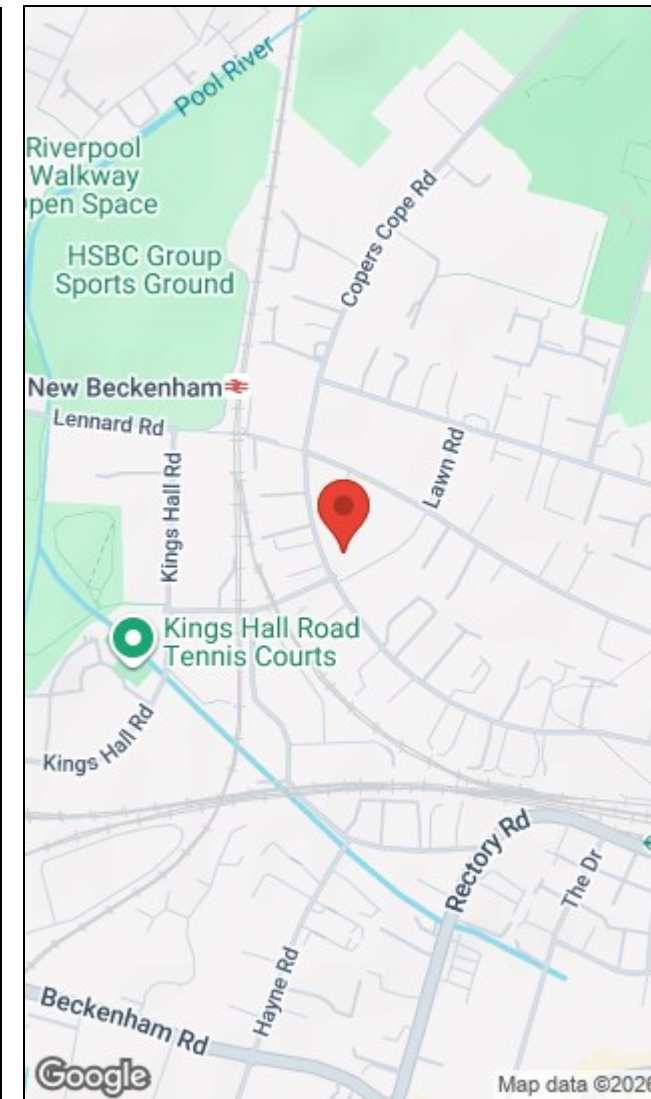 Pool River
Riverpool
Walkway
pen Space
HSBC Group
Sports Ground
Copers Cope Rd
New Beckenham
Lennard Rd
Lawn Rd
Kings Hall Rd
Kings Hall Road
Tennis Courts
Kings Hall Rd
Rectory Rd
The Dr
Hayne Rd
Beckenham Rd
Google
Map data ©2026